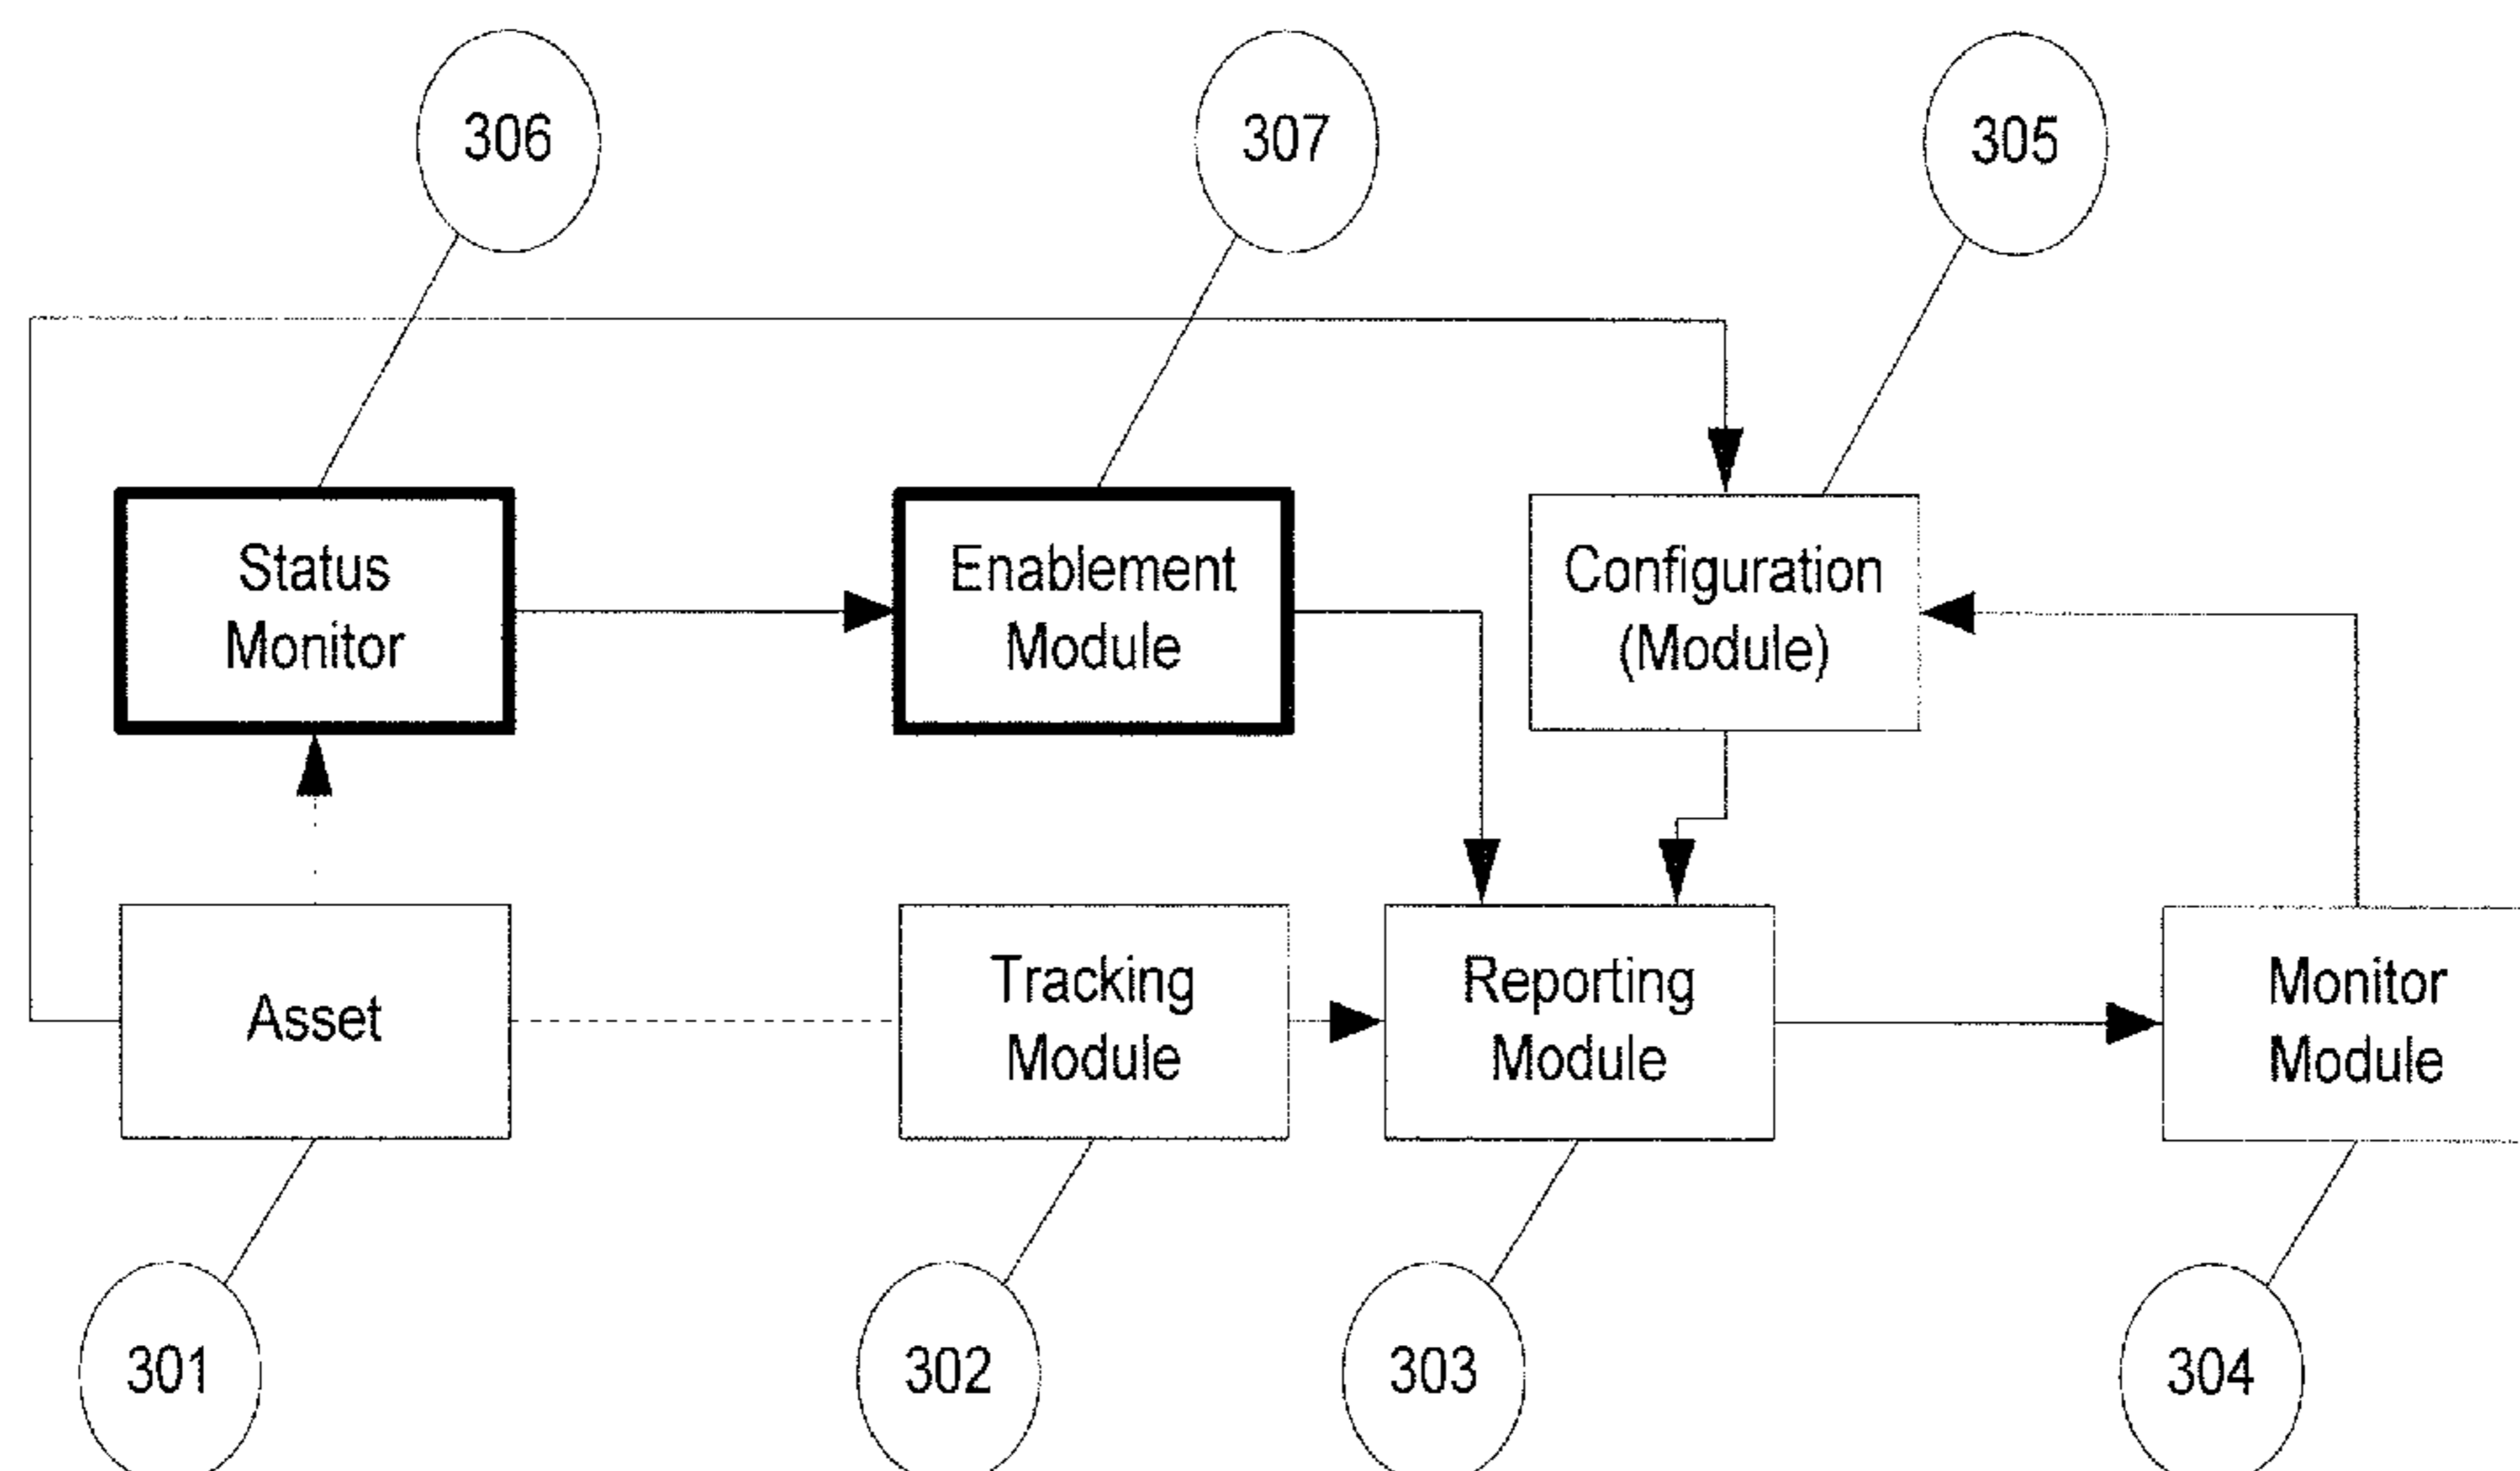 306
307
305
Status
Monitor
Enablement
Module
Configuration
(Module)
Asset
Tracking
Module
Reporting
Module
Monitor
Module
301
302
303
304